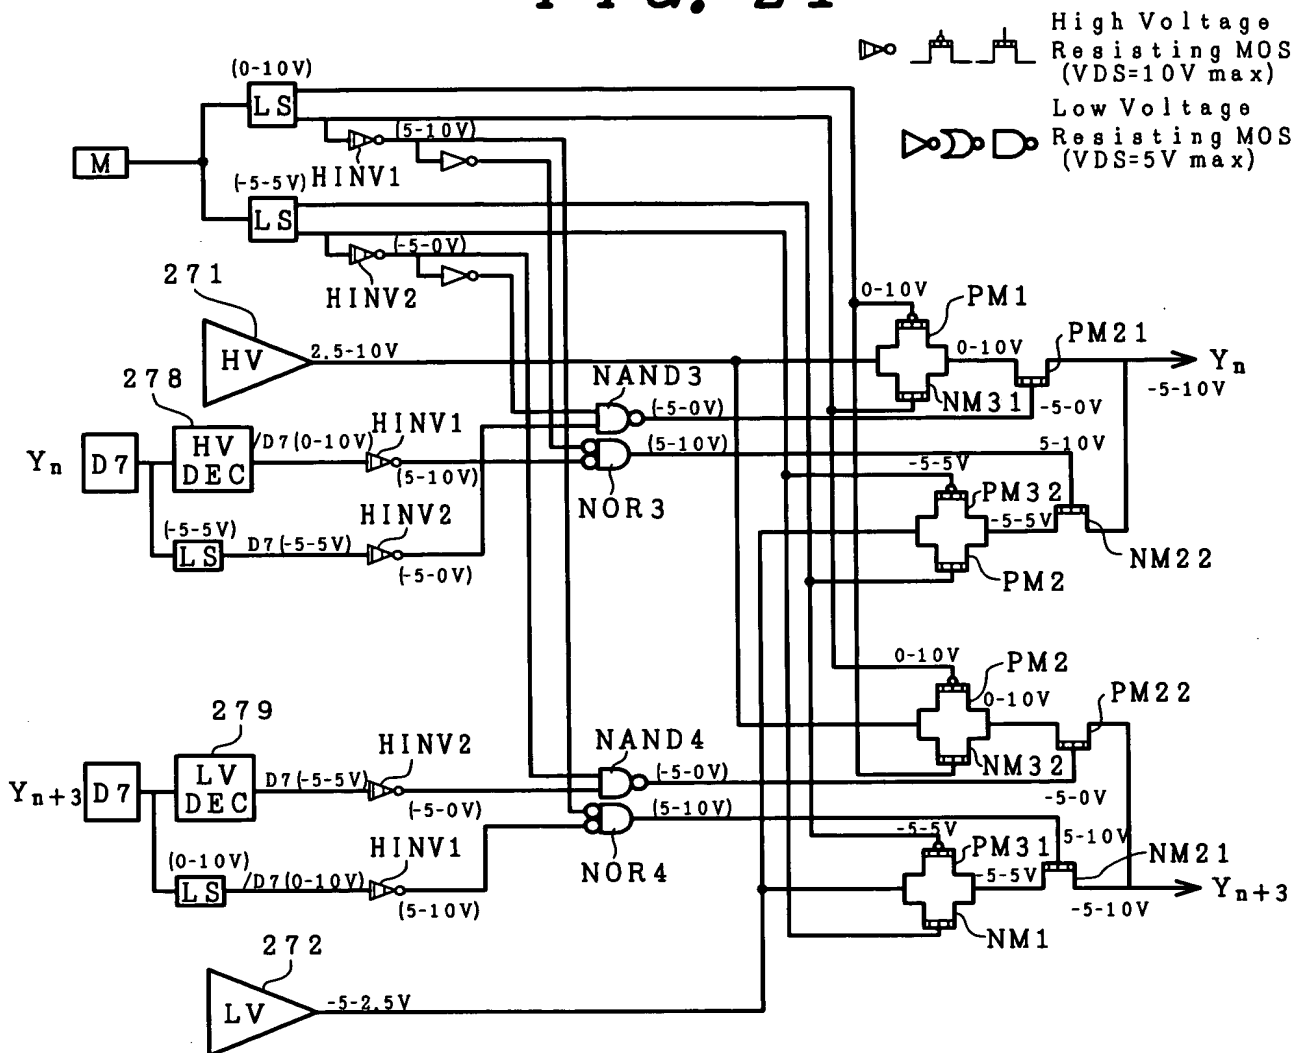 FIG. 21
High Voltage
Resisting MOS
(VDS=10V max)
Low Voltage
Resisting MOS
(VDS=5V max)
(0-10V)
LS
(5-10V)
HINV1
M
(-5-5V)
LS
(-5-0V)
HINV2
271
HV
2.5-10V
0-10V
PM1
0-10V
PM21
Yn
-5-10V
NM31
-5-0V
278
NAND3
(-5-0V)
Yn
D7
HV
DEC
/D7(0-10V)
HINV1
(5-10V)
(5-10V)
5-10V
NOR3
-5-5V
PM32
-5-5V
NM22
PM2
(-5-5V)
LS
D7(-5-5V)
HINV2
(-5-0V)
0-10V
PM2
0-10V
PM22
NM32
-5-0V
279
NAND4
(-5-0V)
Yn+3
D7
LV
DEC
D7(-5-5V)
HINV2
(-5-0V)
(5-10V)
NOR4
-5-5V
PM31
5-10V
NM21
-5-5V
Yn+3
-5-10V
NM1
(0-10V)
LS
/D7(0-10V)
HINV1
(5-10V)
272
LV
-5-2.5V